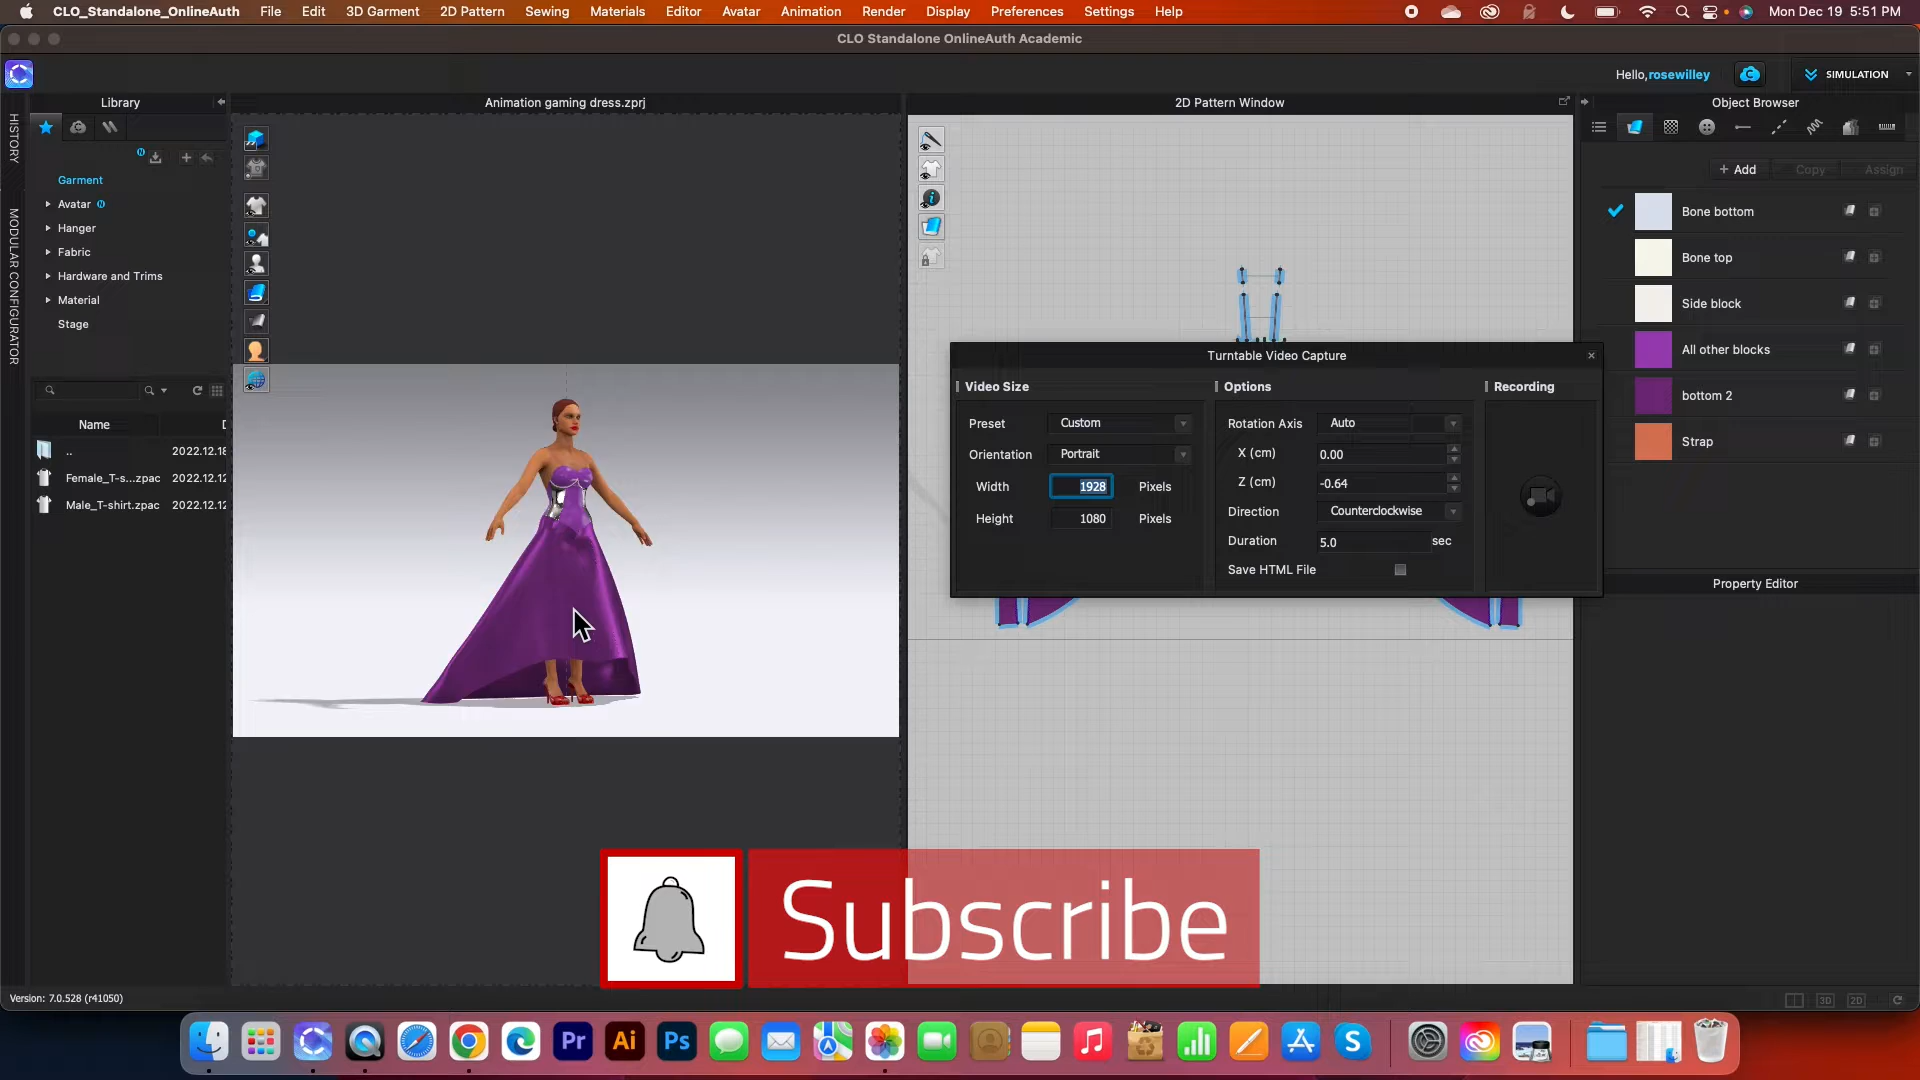 CLO_Standalone_OnlineAuth File Edit 3D Garment 2D Pattern Sewing Materials Editor Avatar Animation Render Display Preferences Settings Help Mon Dec 19 5:51 PM
CLO Standalone OnlineAuth Academic
Hello, rosewilley SIMULATION
Library
Animation gaming dress.zprj
2D Pattern Window
Object Browser
HISTORY
MODULAR CONFIGURATOR
Garment
Avatar
Hanger
Fabric
Hardware and Trims
Material
Stage
Name D
.. 2022.12.18
Female_T-s...zpac 2022.12.12
Male_T-shirt.zpac 2022.12.12
+ Add Copy Assign
Bone bottom
Bone top
Side block
All other blocks
bottom 2
Strap
Property Editor
Turntable Video Capture
Video Size
Preset Custom
Orientation Portrait
Width 1928 Pixels
Height 1080 Pixels
Options
Rotation Axis Auto
X (cm) 0.00
Z (cm) -0.64
Direction Counterclockwise
Duration 5.0 sec
Save HTML File
Recording
Subscribe
Version: 7.0.528 (r41050)
3D 2D
Pr Ai Ps